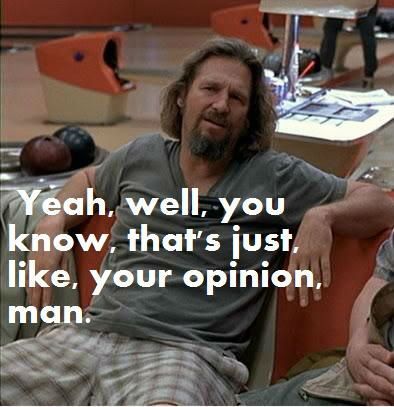 Yeah, well, you
know, that's just,
like, your opinion,
man.